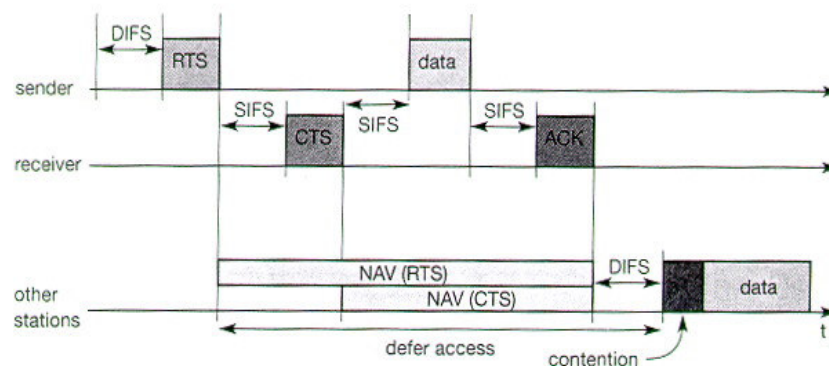 DIFS
RTS
data
sender
SIFS
CTS
SIFS
SIFS
ACK
receiver
NAV (RTS)
DIFS
NAV (CTS)
data
other
stations
t
defer access
contention